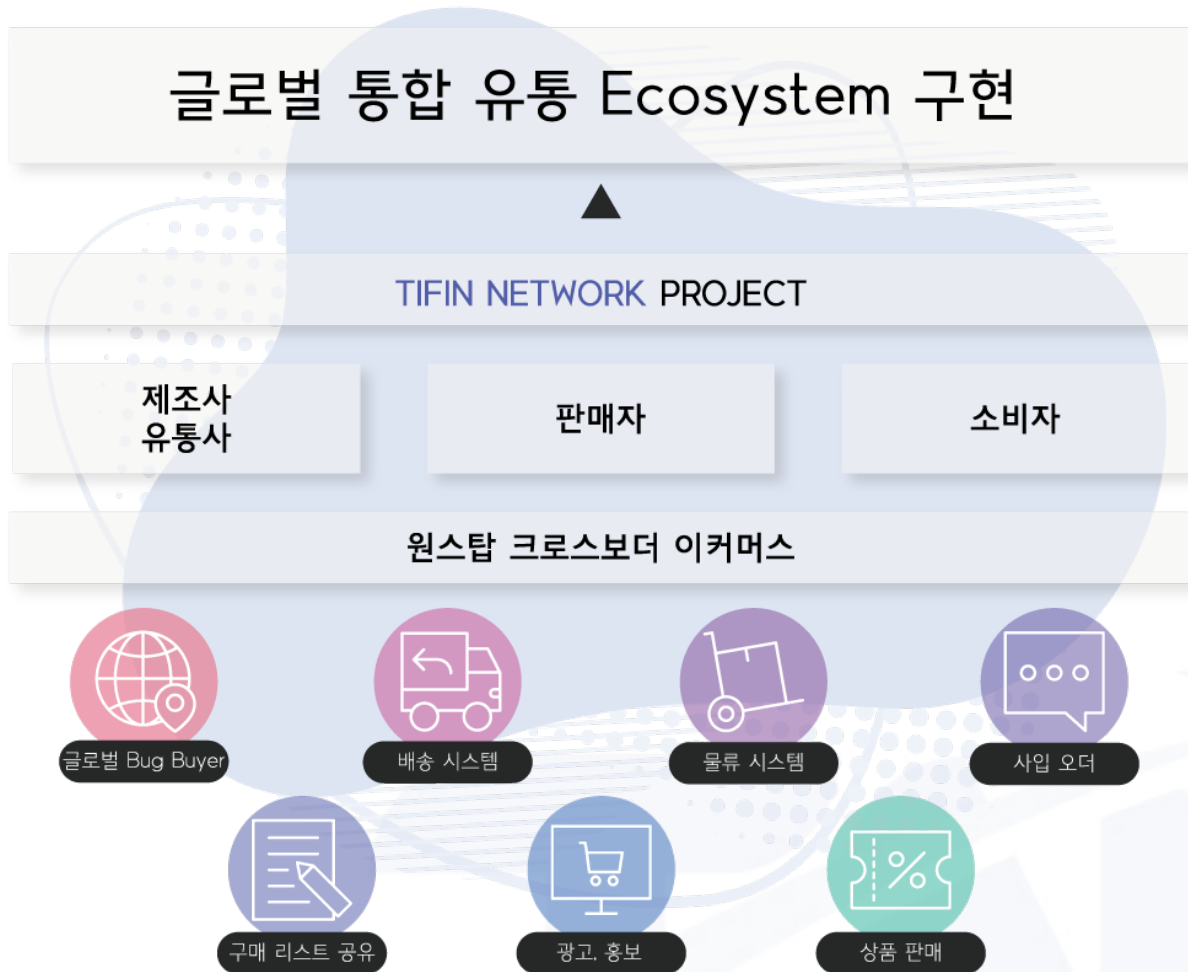 글로벌 통합 유통 Ecosystem 구현
TIFIN NETWORK PROJECT
제조사
유통사
판매자
소비자
원스탑 크로스보더 이커머스
글로벌 Bug Buyer
배송 시스템
물류 시스템
사입 오더
구매 리스트 공유
광고, 홍보
상품 판매